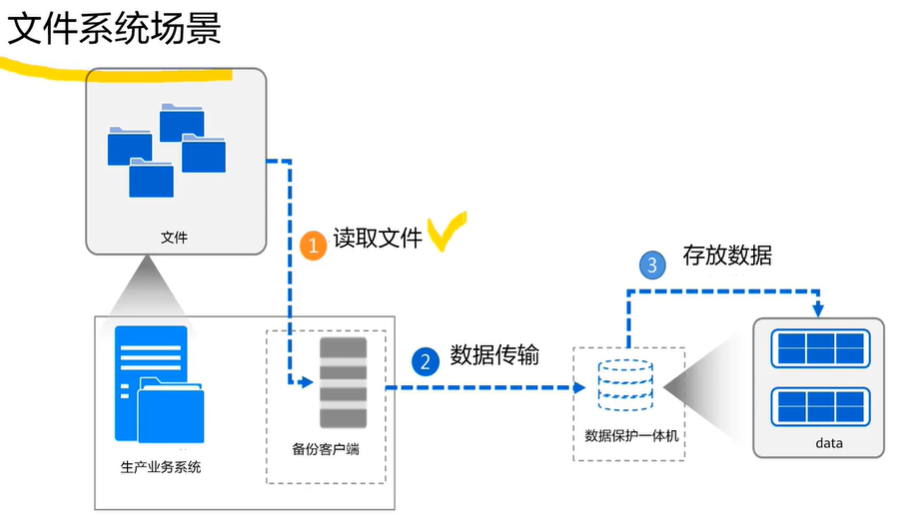 文件系统场景
文件
1 读取文件
3 存放数据
2 数据传输
生产业务系统
备份客户端
数据保护一体机
data